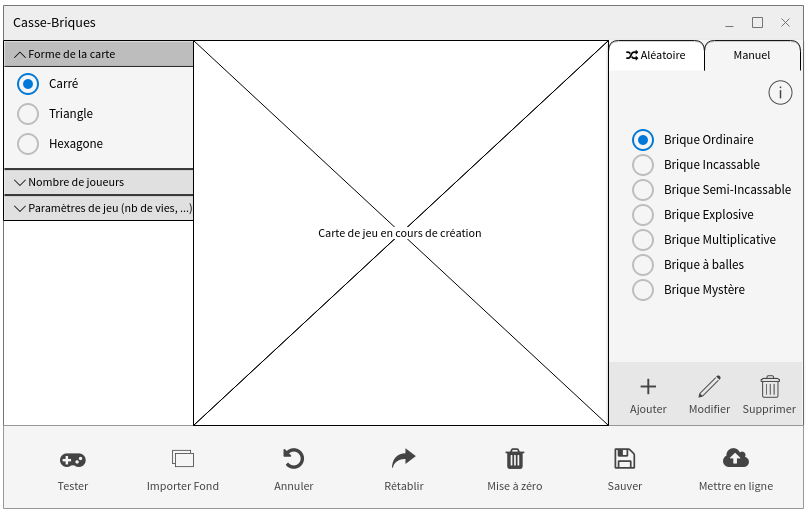 Casse-Briques
Forme de la carte
Carré
Triangle
Hexagone
Nombre de joueurs
Paramètres de jeu (nb de vies, ...)
Carte de jeu en cours de création
Aléatoire
Manuel
i
Brique Ordinaire
Brique Incassable
Brique Semi-Incassable
Brique Explosive
Brique Multiplicative
Brique à balles
Brique Mystère
Ajouter
Modifier
Supprimer
Tester
Importer Fond
Annuler
Rétablir
Mise à zéro
Sauver
Mettre en ligne